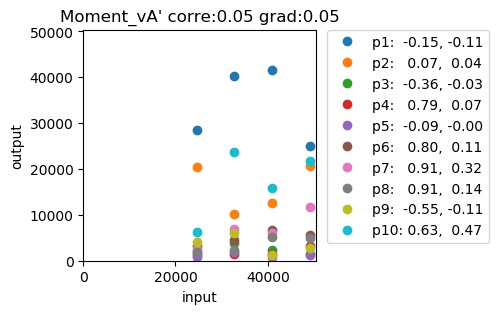 Moment_vA' corre:0.05 grad:0.05
50000
40000
30000
20000
10000
0
output
0 20000 40000
input
p1: -0.15, -0.11
p2: 0.07, 0.04
p3: -0.36, -0.03
p4: 0.79, 0.07
p5: -0.09, -0.00
p6: 0.80, 0.11
p7: 0.91, 0.32
p8: 0.91, 0.14
p9: -0.55, -0.11
p10: 0.63, 0.47